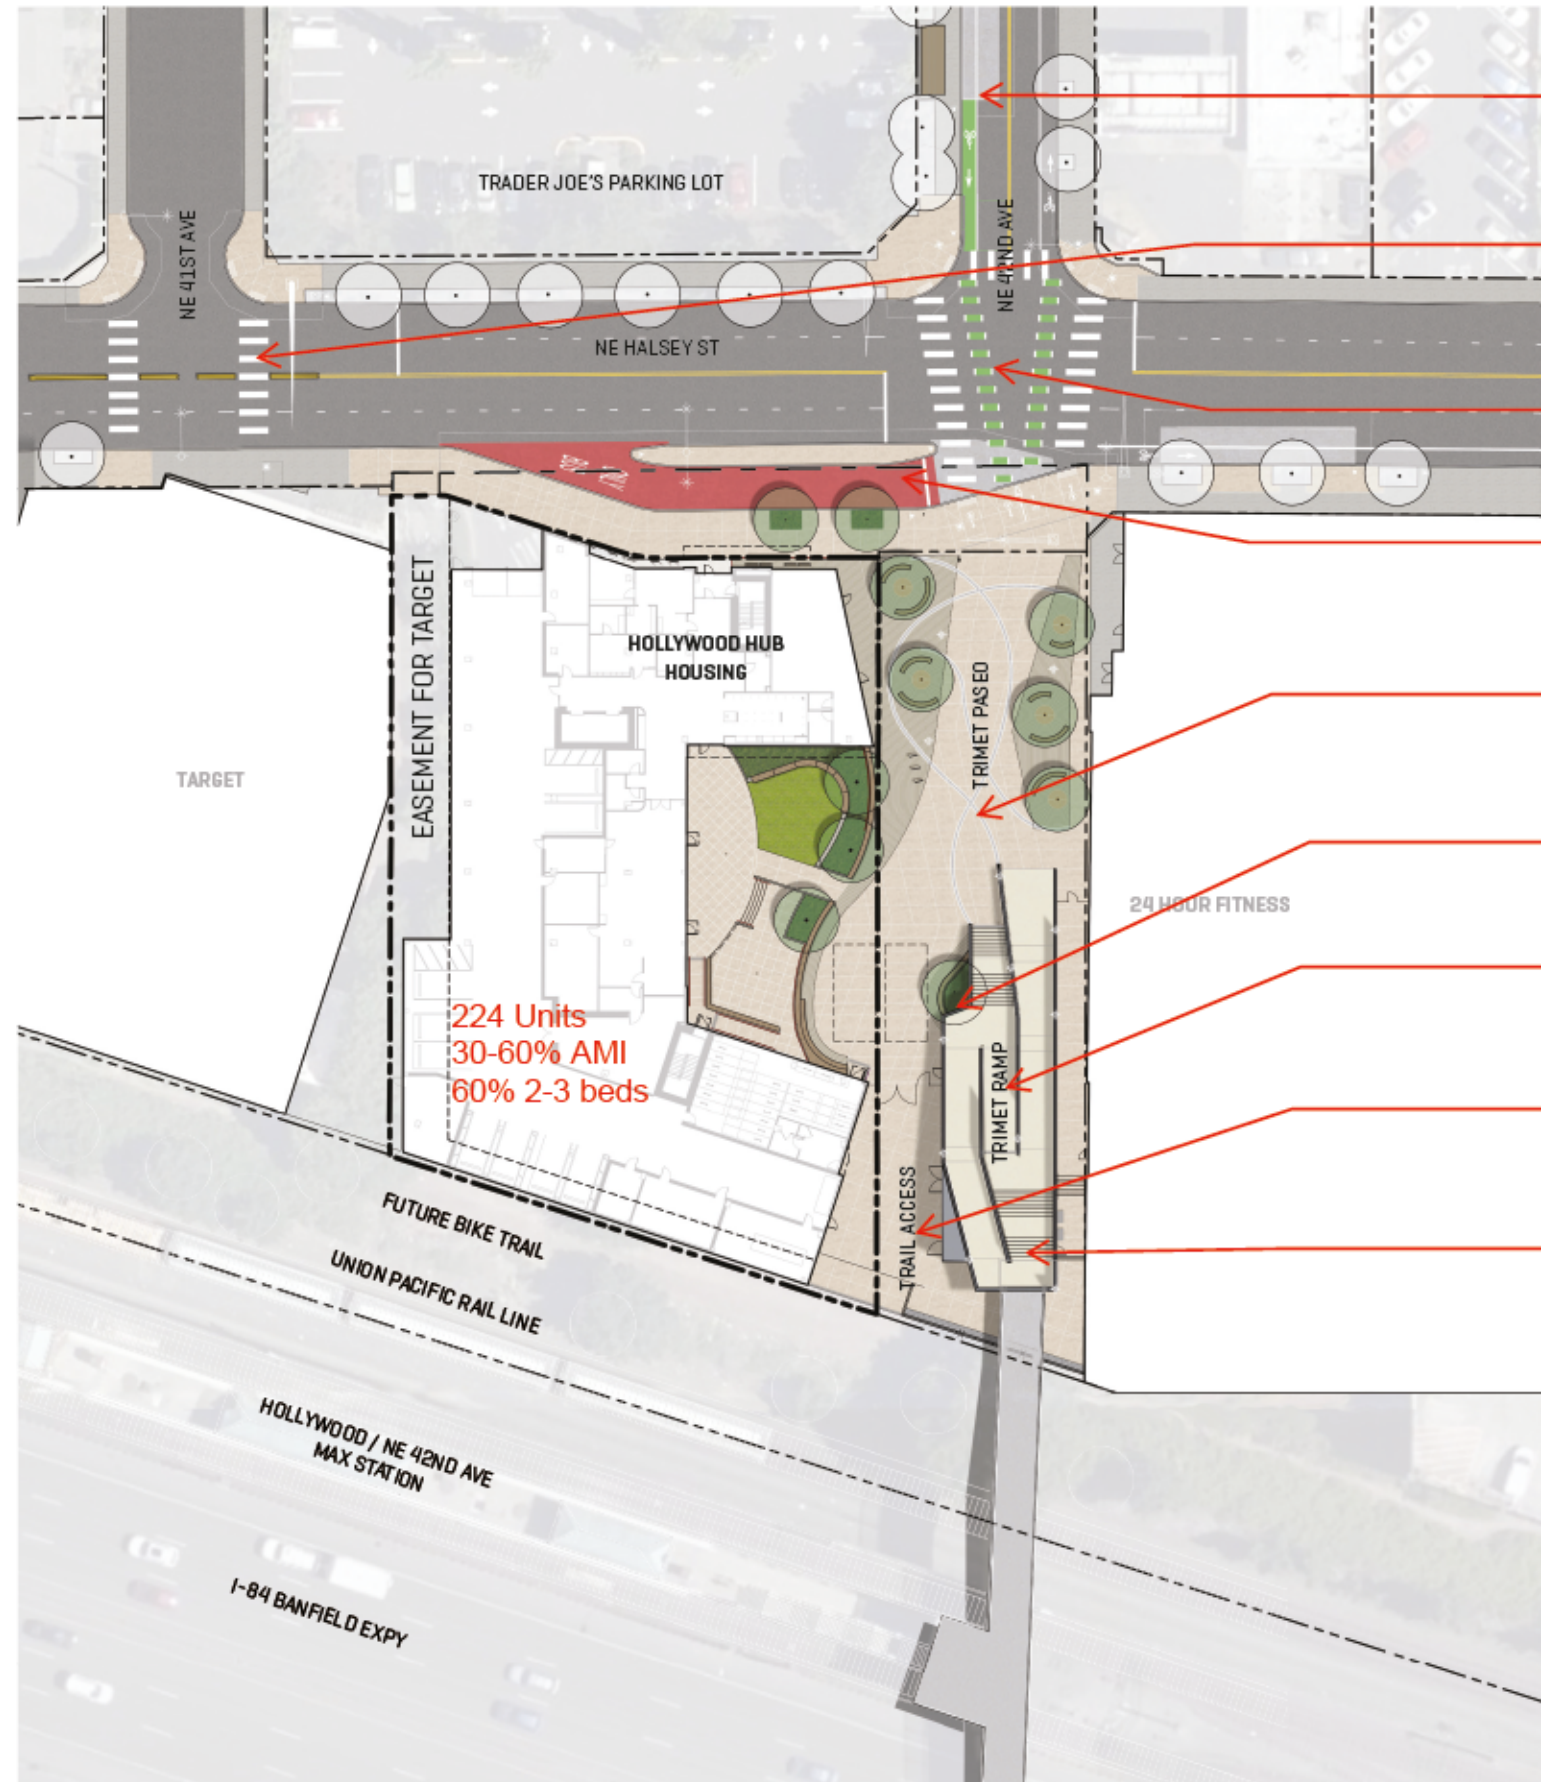 TRADER JOE'S PARKING LOT
NE 41ST AVE
NE 42ND AVE
NE HALSEY ST
BUS
ONLY
EASEMENT FOR TARGET
HOLLYWOOD HUB
HOUSING
TRIMET PASEO
TARGET
24 HOUR FITNESS
224 Units
30-60% AMI
60% 2-3 beds
TRIMET RAMP
TRAIL ACCESS
FUTURE BIKE TRAIL
UNION PACIFIC RAIL LINE
HOLLYWOOD / NE 42ND AVE
MAX STATION
I-84 BANFIELD EXPY